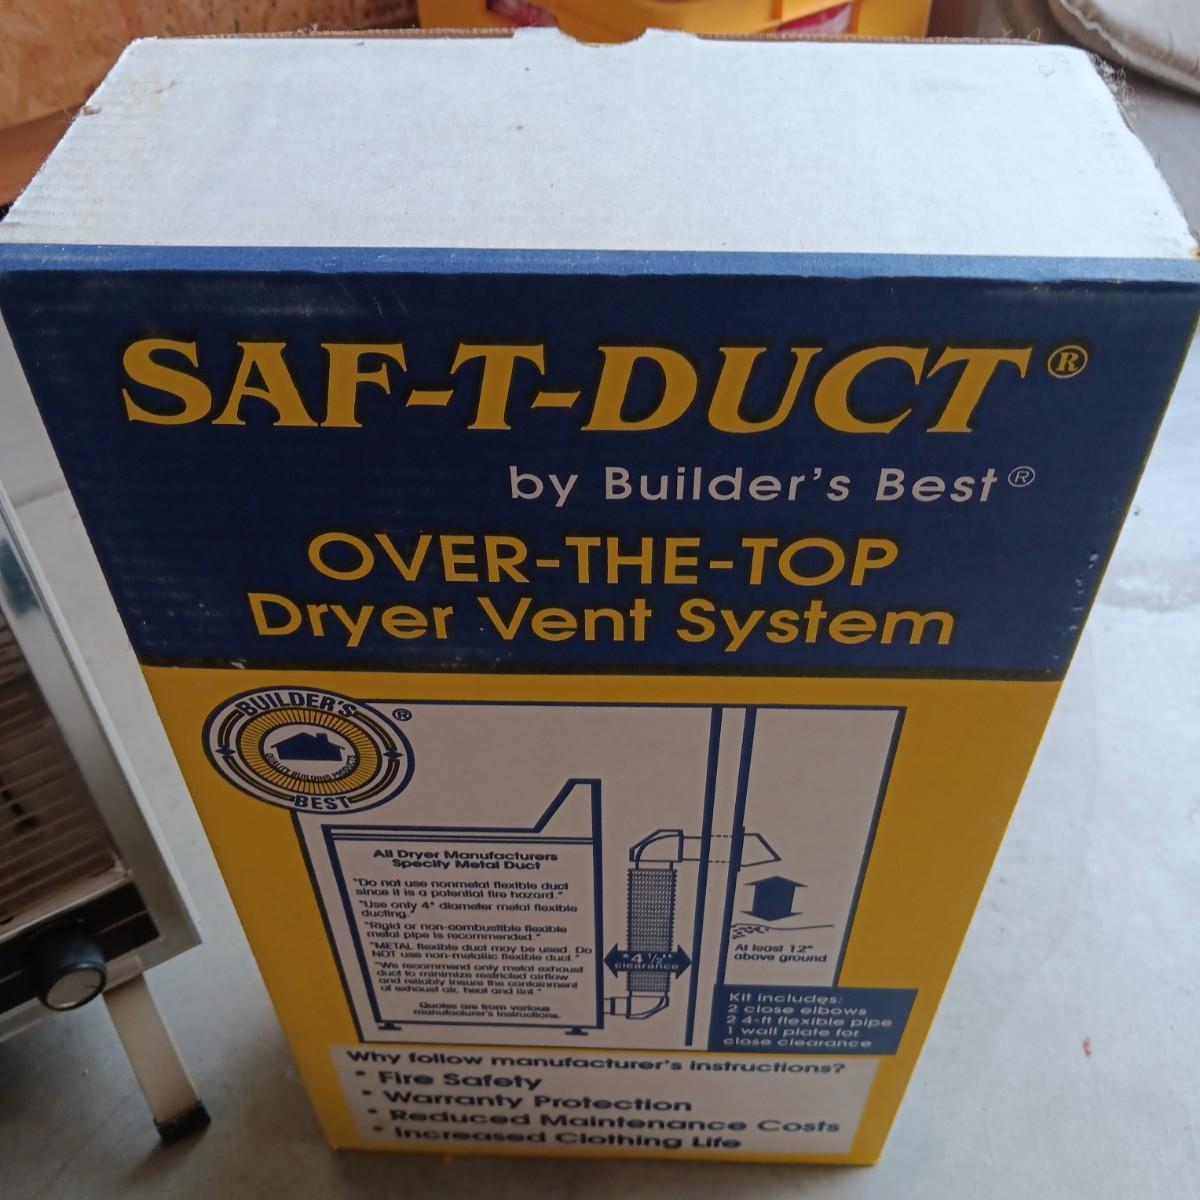 SAF-T-DUCT®
by Builder's Best®
OVER-THE-TOP
Dryer Vent System
BUILDER'S
®
QUALITY BUILDING PRODUCTS
BEST
All Dryer Manufacturers
Specify Metal Duct
"Do not use nonmetal flexible duct
since it is a potential fire hazard."
"Use only 4" diameter metal flexible
ducting."
"Rigid or non-combustible flexible
metal pipe is recommended."
"METAL flexible duct may be used. Do
NOT use non-metallic flexible duct."
"We recommend only metal exhaust
duct to minimize restricted airflow
and reliably insure the containment
of exhaust air, heat and lint."
Quotes are from various
manufacturer's instructions.
*4 1/2"
clearance
At least 12"
above ground
Kit includes:
2 close elbows
2 4-ft flexible pipe
1 wall plate for
close clearance
Why follow manufacturer's instructions?
* Fire Safety
* Warranty Protection
* Reduced Maintenance Costs
* Increased Clothing Life